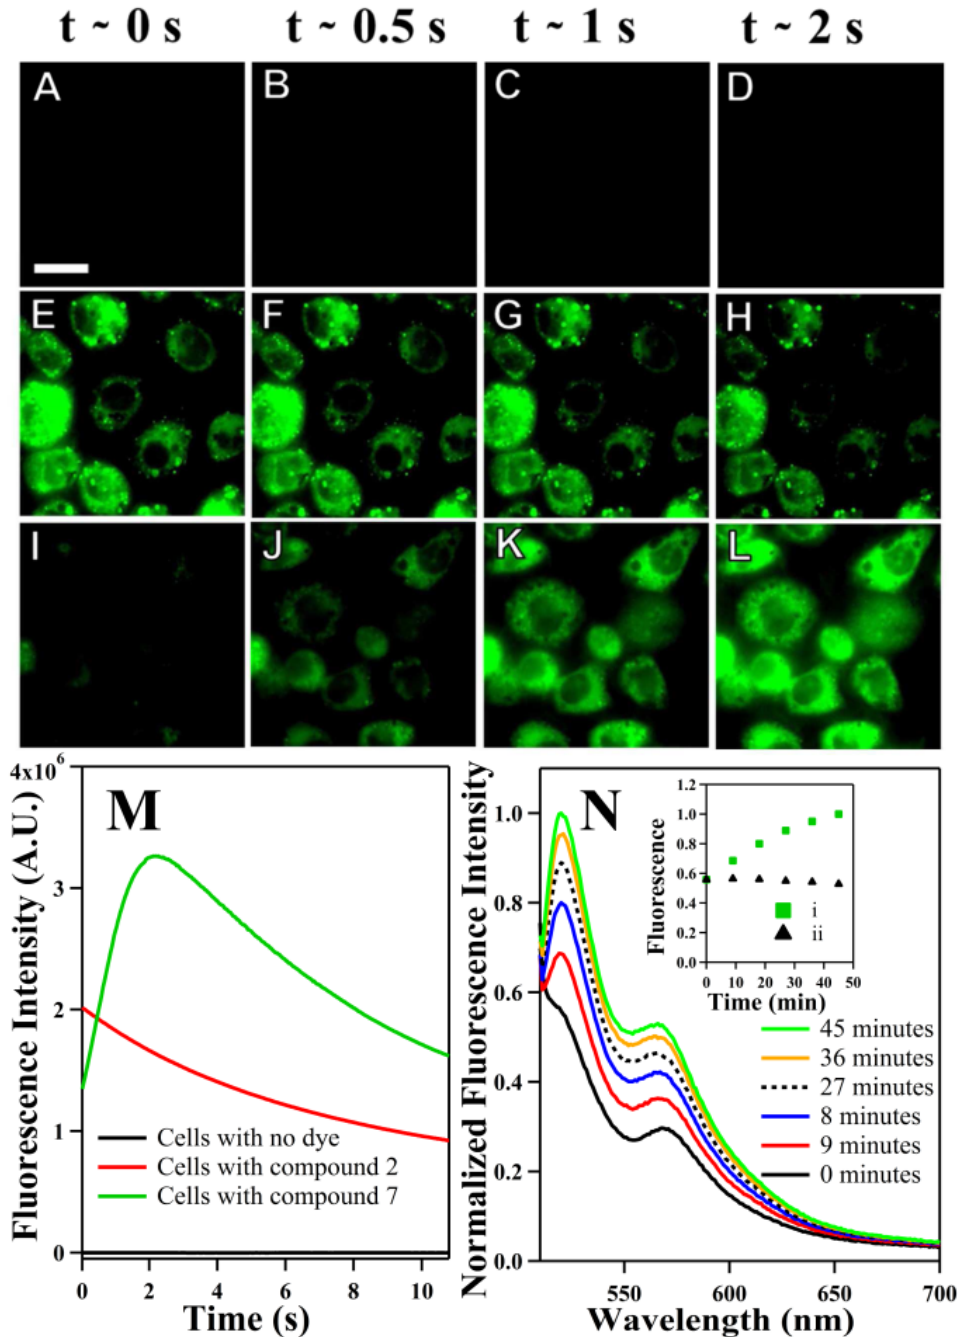 t ~ 0 s t ~ 0.5 s t ~ 1 s t ~ 2 s
A B C D
E F G H
I J K L
M
4x10⁶
3
2
1
0
Fluorescence Intensity (A.U.)
Cells with no dye
Cells with compound 2
Cells with compound 7
0 2 4 6 8 10
Time (s)
N
Normalized Fluorescence Intensity
1.0
0.8
0.6
0.4
0.2
0.0
Fluorescence
1.2
1.0
0.8
0.6
0.4
0.2
0.0
i
ii
0 10 20 30 40 50
Time (min)
45 minutes
36 minutes
27 minutes
8 minutes
9 minutes
0 minutes
550 600 650 700
Wavelength (nm)